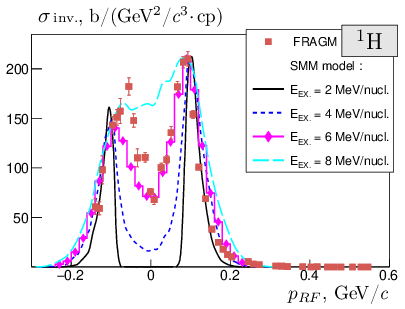 σ inv., b/(GeV²/c³·cp)
¹H
FRAGM
SMM model :
E_EX. = 2 MeV/nucl.
E_EX. = 4 MeV/nucl.
E_EX. = 6 MeV/nucl.
E_EX. = 8 MeV/nucl.
200
150
100
50
−0.2 0 0.2 0.4 0.6
p_RF, GeV/c